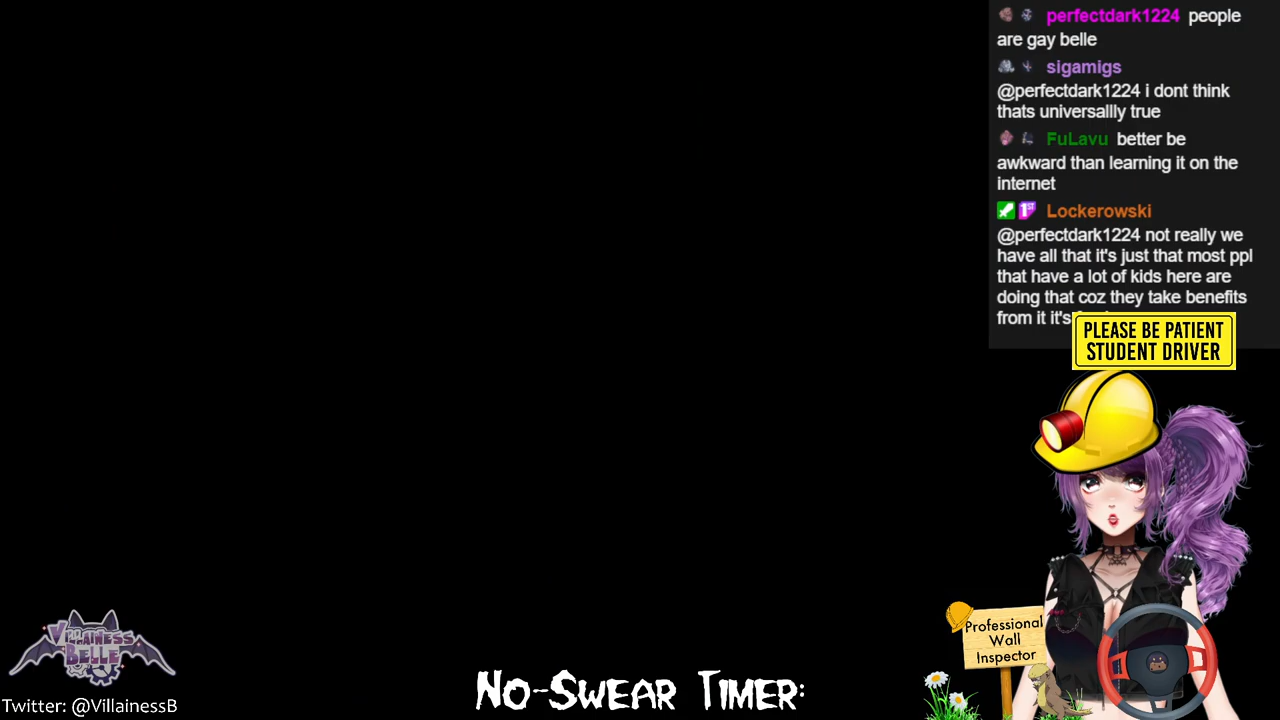 perfectdark1224 people
are gay belle
sigamigs
@perfectdark1224 i dont think
thats universallly true
FuLavu better be
awkward than learning it on the
internet
1ST Lockerowski
@perfectdark1224 not really we
have all that it's just that most ppl
that have a lot of kids here are
doing that coz they take benefits
from it it's
PLEASE BE PATIENT
STUDENT DRIVER
Professional
Wall
Inspector
VILLAINESS
BELLE
Twitter: @VillainessB
No-Swear Timer: